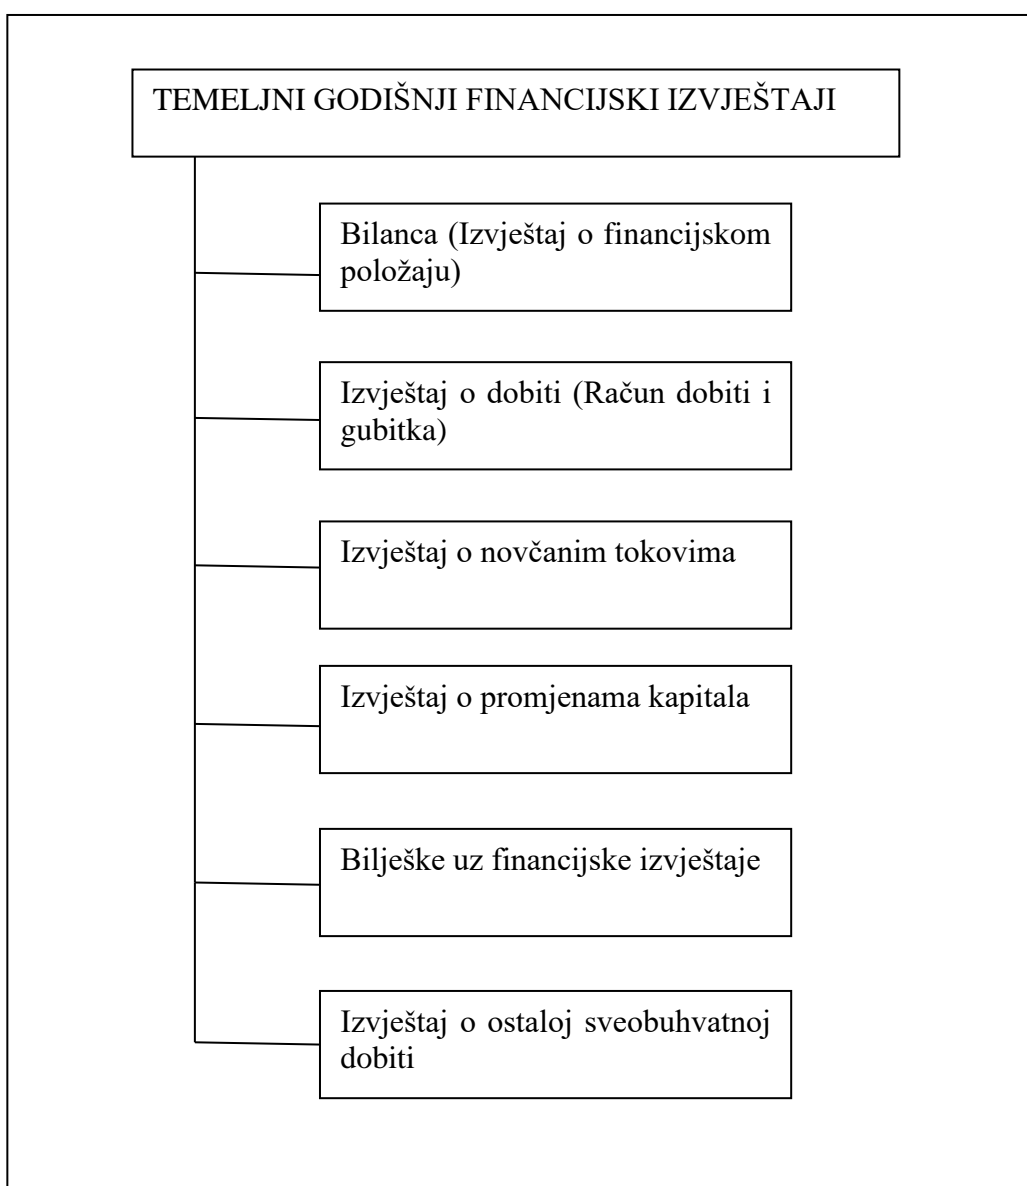 TEMELJNI GODIŠNJI FINANCIJSKI IZVJEŠTAJI
Bilanca (Izvještaj o financijskom
položaju)
Izvještaj o dobiti (Račun dobiti i
gubitka)
Izvještaj o novčanim tokovima
Izvještaj o promjenama kapitala
Bilješke uz financijske izvještaje
Izvještaj o ostaloj sveobuhvatnoj
dobiti